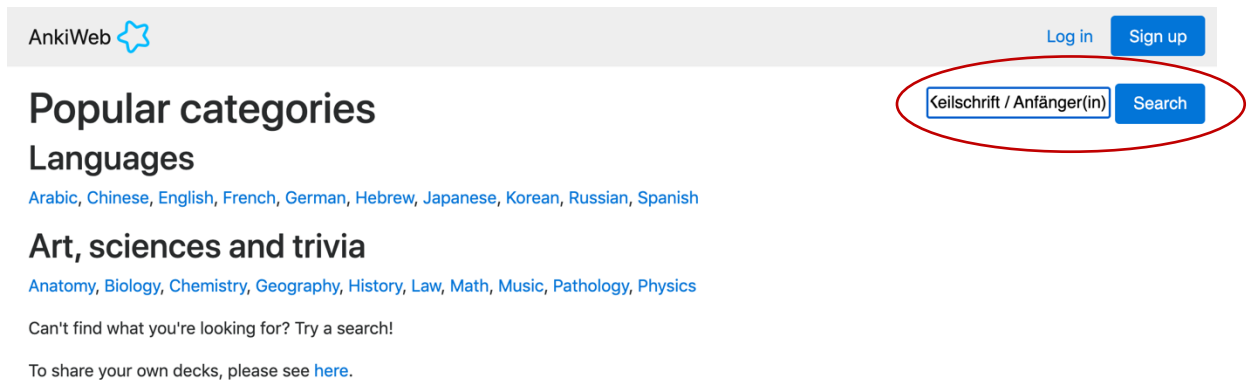 AnkiWeb
Log in
Sign up
Popular categories
Keilschrift / Anfänger(in)
Search
Languages
Arabic, Chinese, English, French, German, Hebrew, Japanese, Korean, Russian, Spanish
Art, sciences and trivia
Anatomy, Biology, Chemistry, Geography, History, Law, Math, Music, Pathology, Physics
Can't find what you're looking for? Try a search!
To share your own decks, please see here.